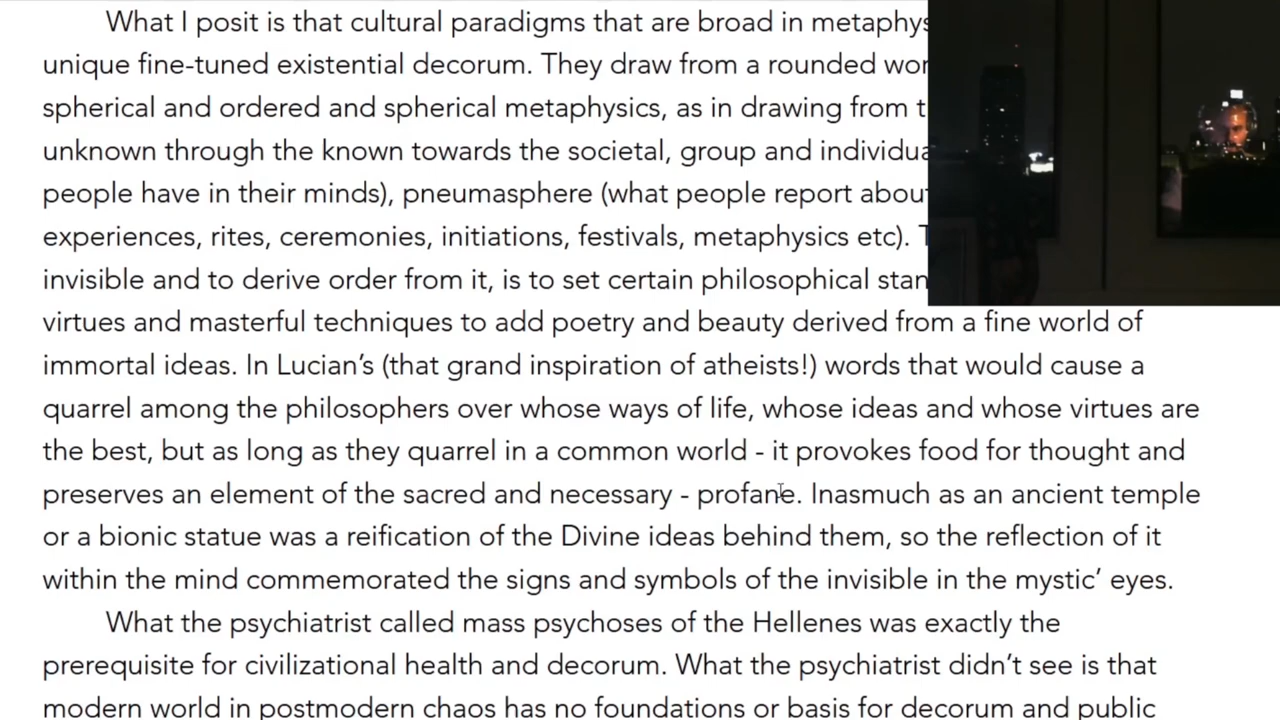 What I posit is that cultural paradigms that are broad in metaphys
unique fine-tuned existential decorum. They draw from a rounded wor
spherical and ordered and spherical metaphysics, as in drawing from t
unknown through the known towards the societal, group and individua
people have in their minds), pneumasphere (what people report about
experiences, rites, ceremonies, initiations, festivals, metaphysics etc). T
invisible and to derive order from it, is to set certain philosophical stan
virtues and masterful techniques to add poetry and beauty derived from a fine world of
immortal ideas. In Lucian’s (that grand inspiration of atheists!) words that would cause a
quarrel among the philosophers over whose ways of life, whose ideas and whose virtues are
the best, but as long as they quarrel in a common world - it provokes food for thought and
preserves an element of the sacred and necessary - profane. Inasmuch as an ancient temple
or a bionic statue was a reification of the Divine ideas behind them, so the reflection of it
within the mind commemorated the signs and symbols of the invisible in the mystic’ eyes.
What the psychiatrist called mass psychoses of the Hellenes was exactly the
prerequisite for civilizational health and decorum. What the psychiatrist didn’t see is that
modern world in postmodern chaos has no foundations or basis for decorum and public